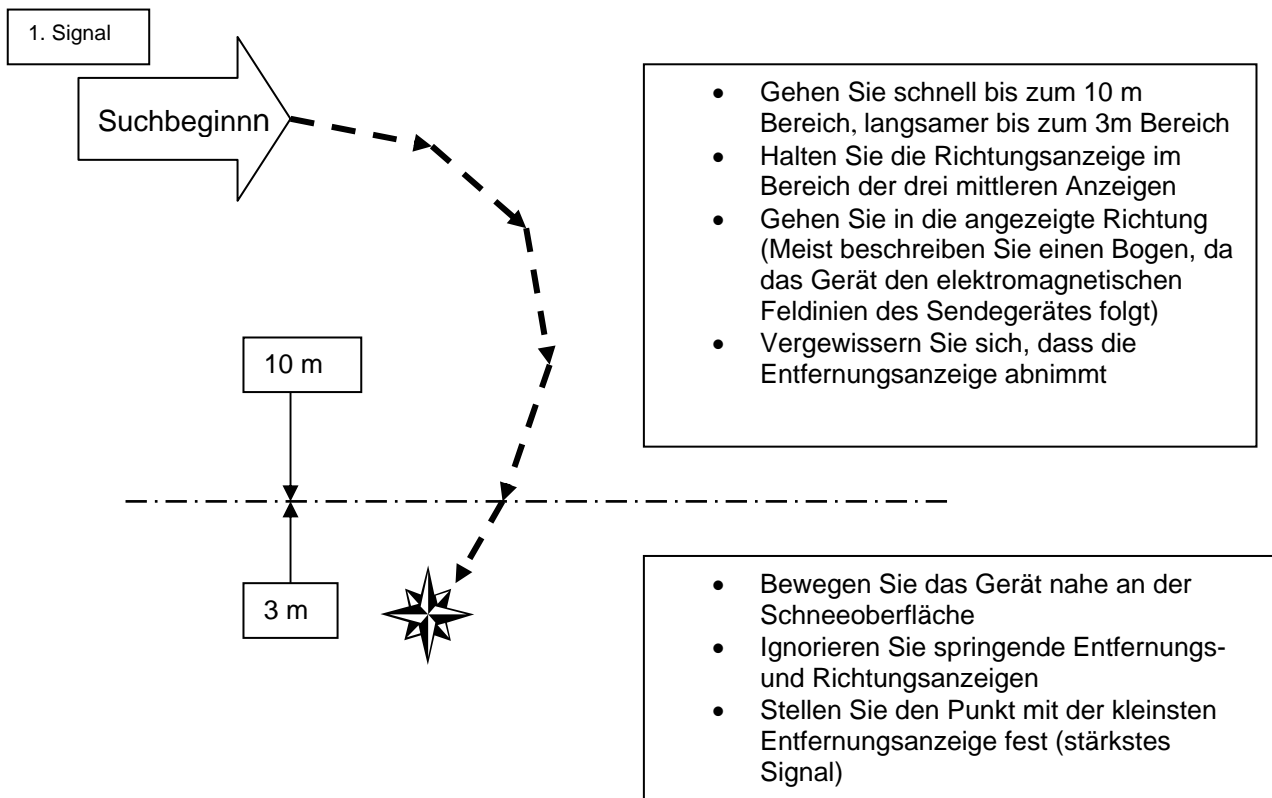 1. Signal
Suchbeginnn
• Gehen Sie schnell bis zum 10 m
Bereich, langsamer bis zum 3m Bereich
• Halten Sie die Richtungsanzeige im
Bereich der drei mittleren Anzeigen
• Gehen Sie in die angezeigte Richtung
(Meist beschreiben Sie einen Bogen, da
das Gerät den elektromagnetischen
Feldinien des Sendegerätes folgt)
• Vergewissern Sie sich, dass die
Entfernungsanzeige abnimmt
10 m
3 m
• Bewegen Sie das Gerät nahe an der
Schneeoberfläche
• Ignorieren Sie springende Entfernungs-
und Richtungsanzeigen
• Stellen Sie den Punkt mit der kleinsten
Entfernungsanzeige fest (stärkstes
Signal)